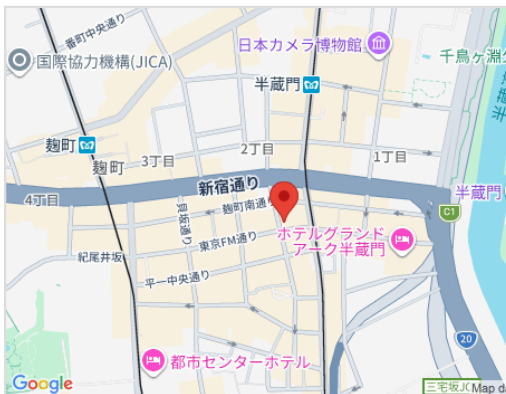 番町中央通り
国際協力機構(JICA)
日本カメラ博物館
千鳥ヶ淵
半蔵門
麹町
麹町
3丁目
2丁目
1丁目
4丁目
新宿通り
半蔵門
麹町南通り
貝坂通り
C1
東京FM通り
紀尾井坂
ホテルグランド
アーク半蔵門
平一中央通り
20
都市センターホテル
Google
三宅坂JC
Map da